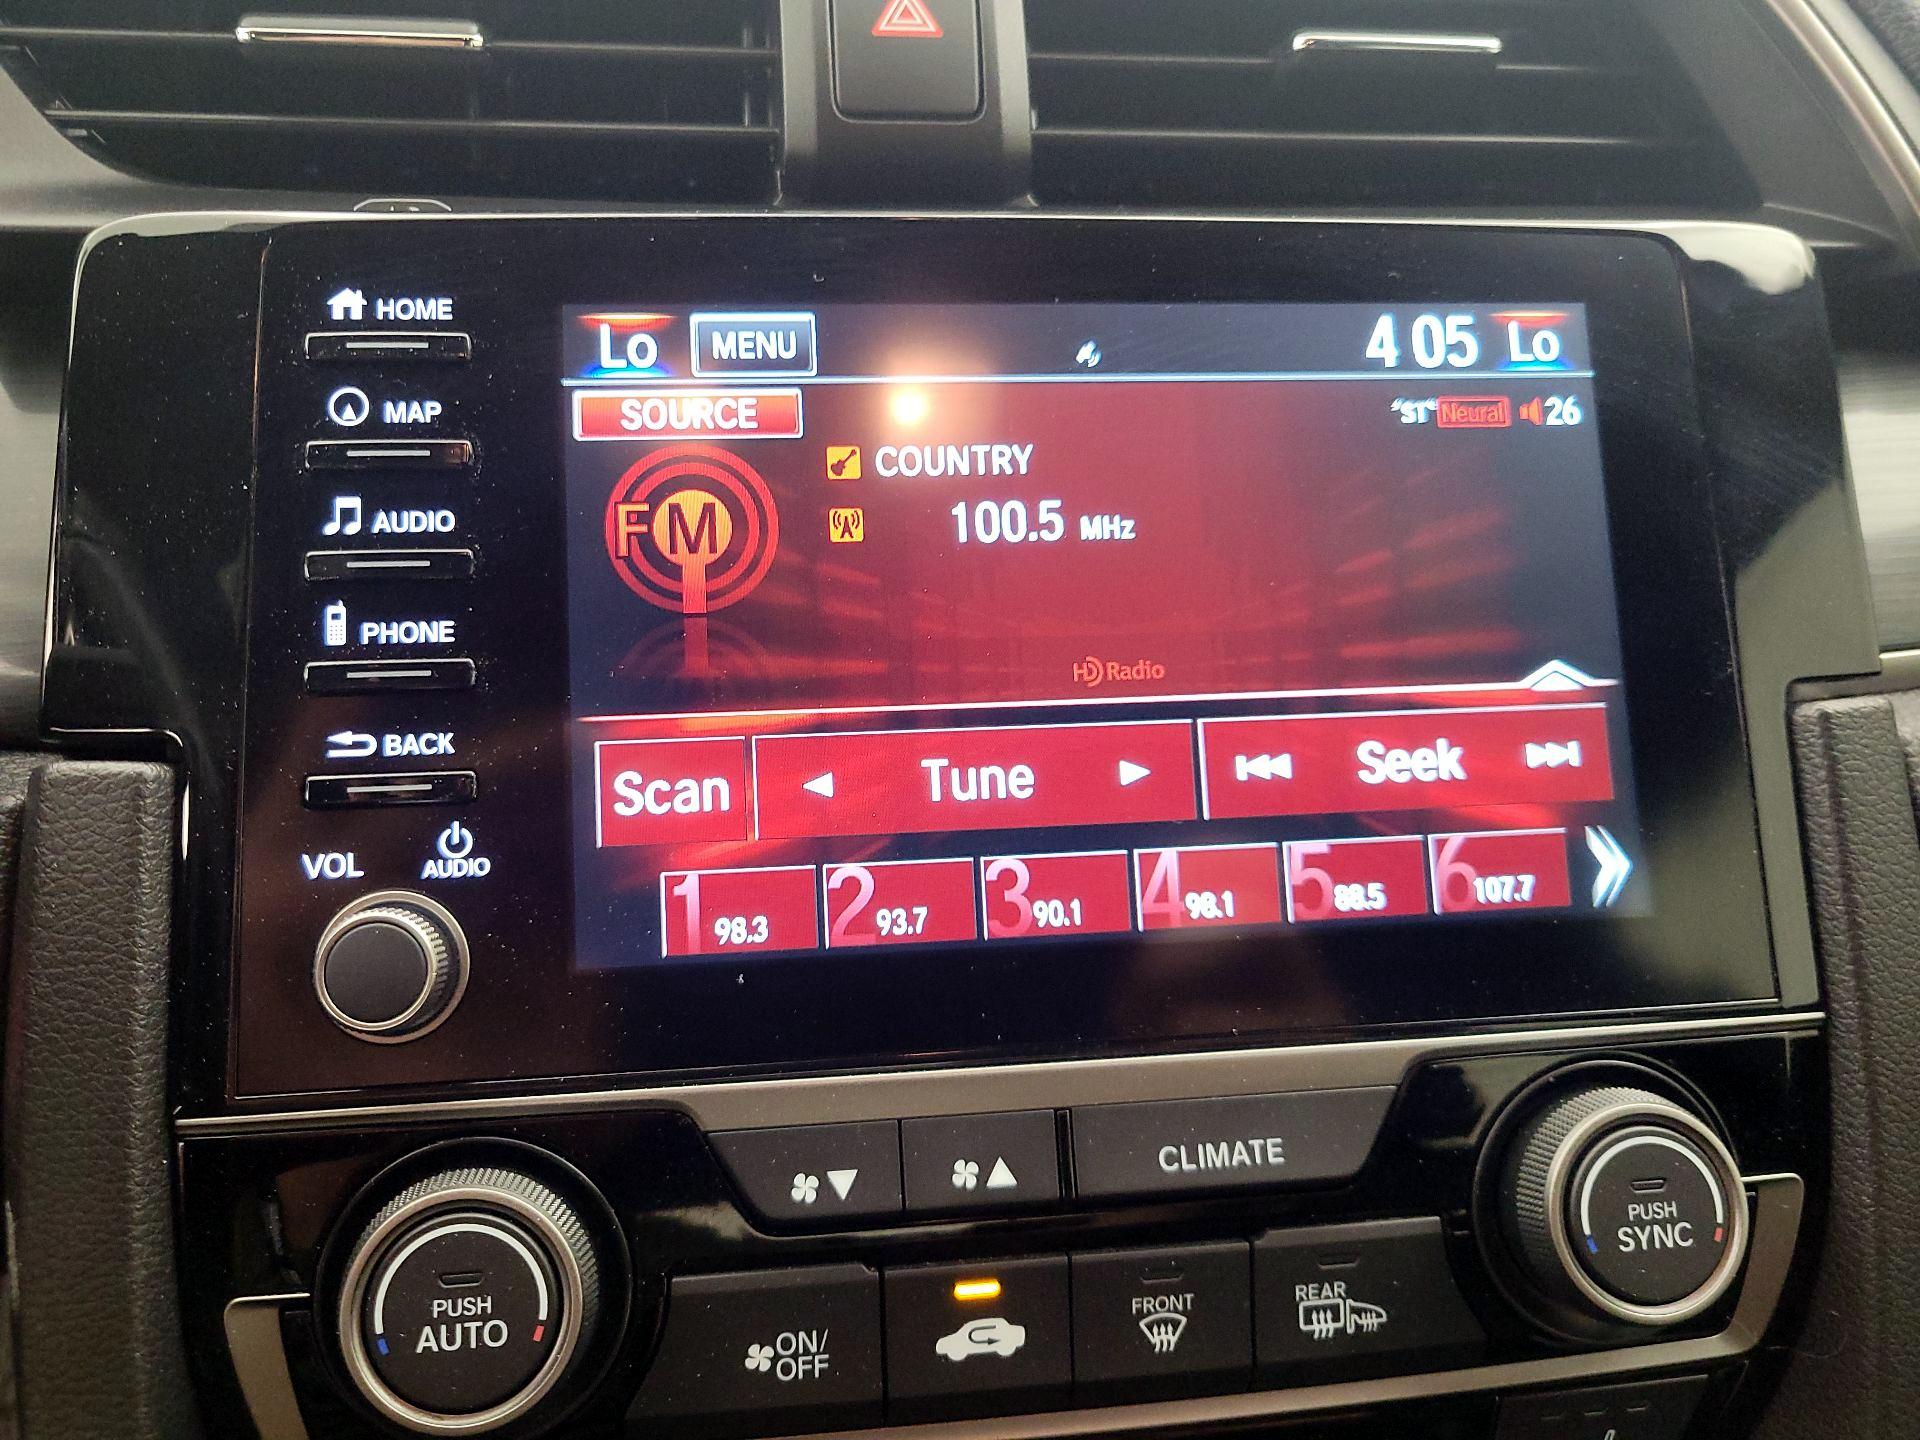 HOME
MAP
AUDIO
PHONE
BACK
VOL
AUDIO
Lo MENU 4 05 Lo
SOURCE
"ST" Neural 26
FM
COUNTRY
100.5 MHz
HD Radio
Scan Tune Seek
1 98.3 2 93.7 3 90.1 4 98.1 5 88.5 6 107.7
CLIMATE
PUSH
SYNC
PUSH
AUTO
ON/
OFF
FRONT
REAR